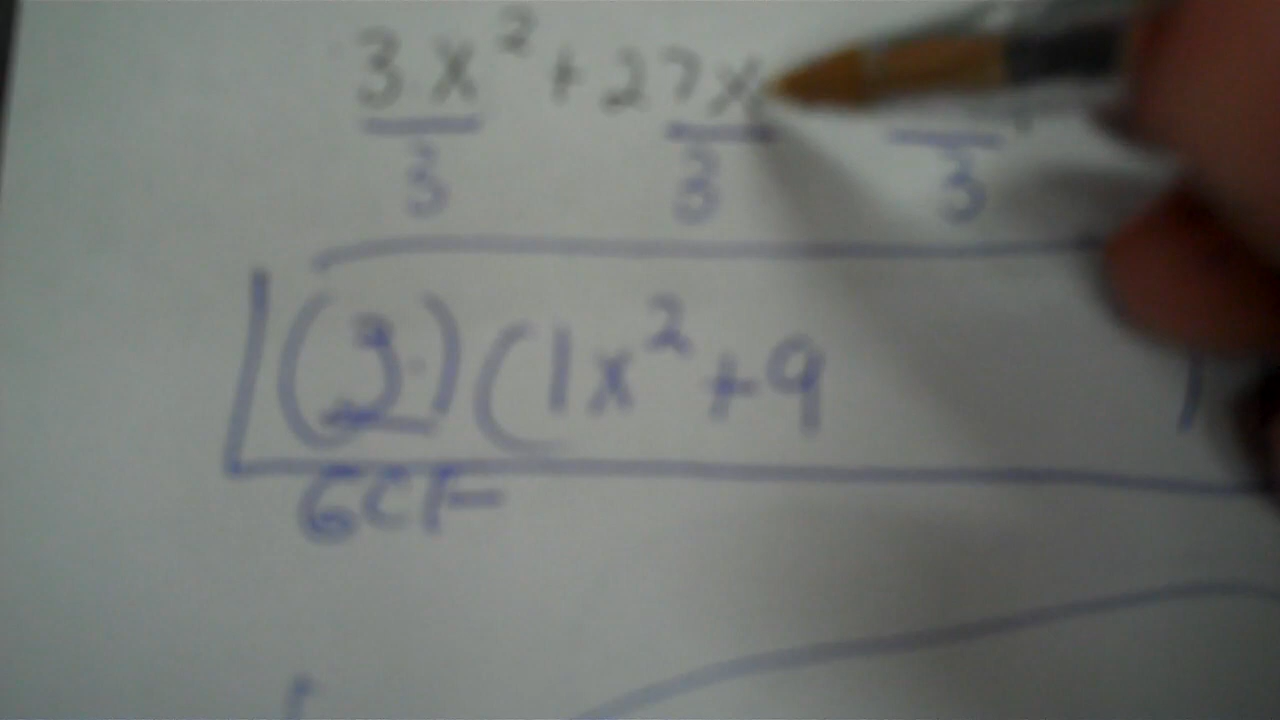 3x² + 27x
3 3 3
(3)(1x² + 9
GCF